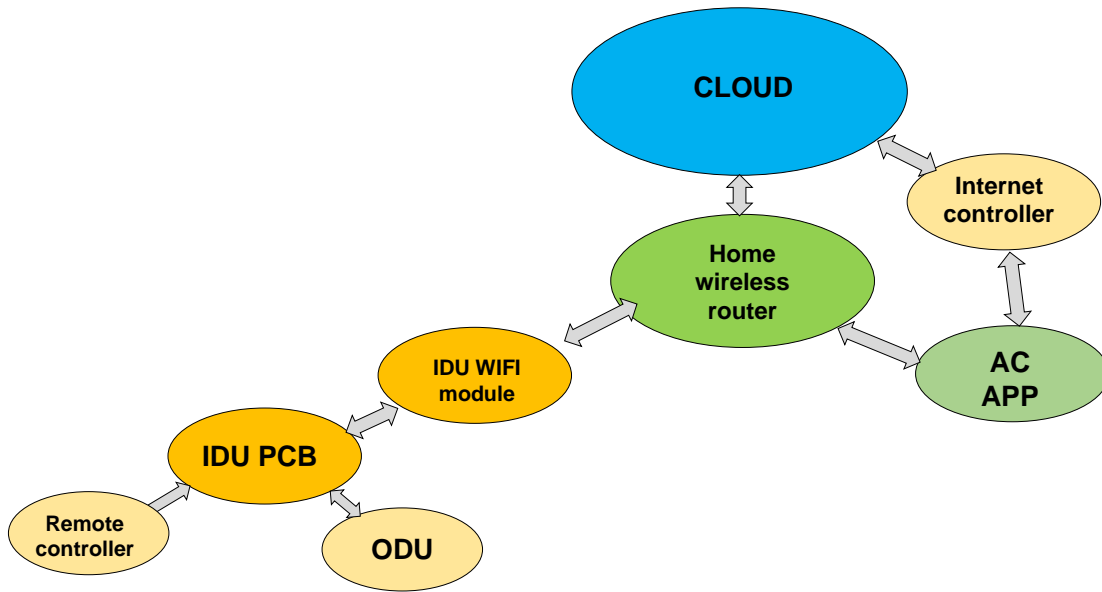 CLOUD
Internet
controller
Home
wireless
router
IDU WIFI
module
AC
APP
IDU PCB
Remote
controller
ODU